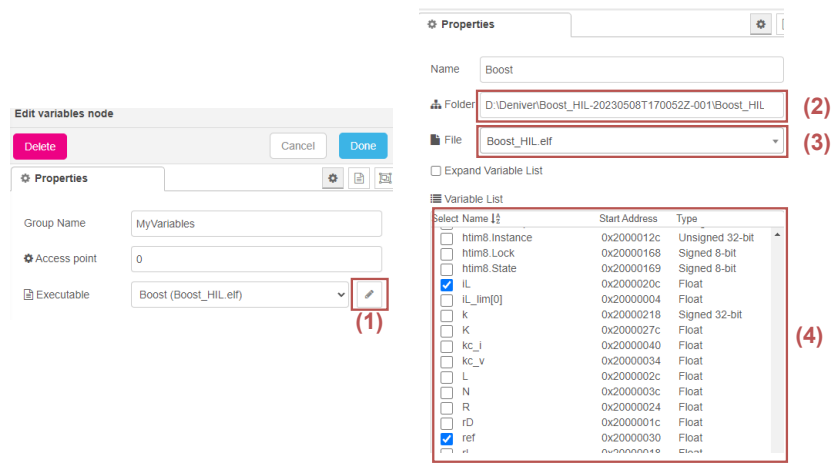 Edit variables node
Delete
Cancel
Done
Properties
Group Name
MyVariables
Access point
0
Executable
Boost (Boost_HIL.elf)
(1)
Properties
Name
Boost
Folder
D:\Deniver\Boost_HIL-20230508T170052Z-001\Boost_HIL
(2)
File
Boost_HIL.elf
(3)
Expand Variable List
Variable List
Select Name Start Address Type
htim8.Instance 0x2000012c Unsigned 32-bit
htim8.Lock 0x20000168 Signed 8-bit
htim8.State 0x20000169 Signed 8-bit
iL 0x2000020c Float
iL_lim[0] 0x20000004 Float
k 0x20000218 Signed 32-bit
K 0x2000027c Float
kc_i 0x20000040 Float
kc_v 0x20000034 Float
L 0x2000002c Float
N 0x2000003c Float
R 0x20000024 Float
rD 0x2000001c Float
ref 0x20000030 Float
rL 0x20000018 Float
(4)